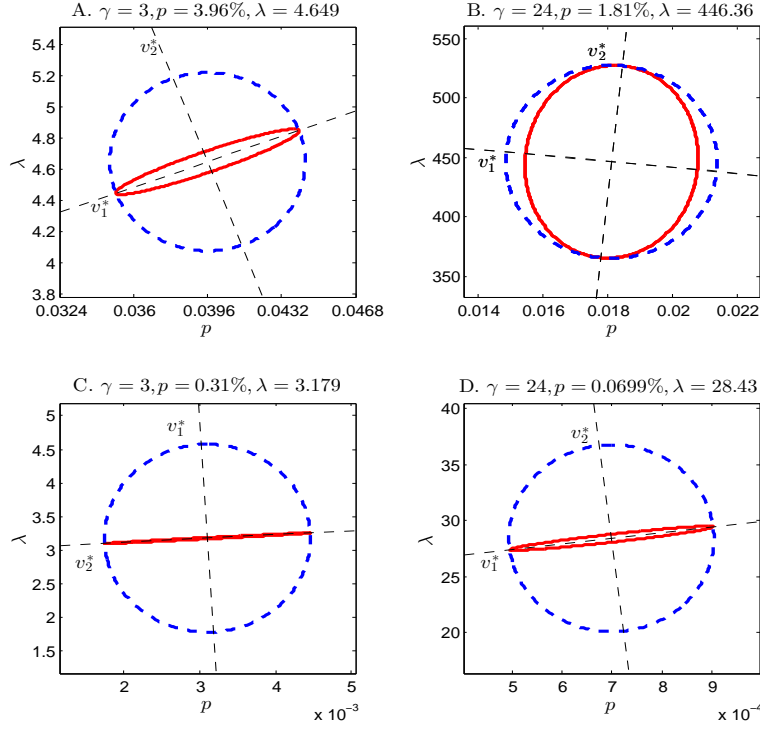 A. γ = 3, p = 3.96%, λ = 4.649
5.4
5.2
5
4.8
4.6
4.4
4.2
4
3.8
λ
v₂*
v₁*
0.0324 0.036 0.0396 0.0432 0.0468
p
B. γ = 24, p = 1.81%, λ = 446.36
550
500
450
400
350
λ
v₂*
v₁*
0.014 0.016 0.018 0.02 0.022
p
C. γ = 3, p = 0.31%, λ = 3.179
5
4.5
4
3.5
3
2.5
2
1.5
λ
v₁*
v₂*
2 3 4 5
p
x 10⁻³
D. γ = 24, p = 0.0699%, λ = 28.43
40
35
30
25
20
λ
v₂*
v₁*
5 6 7 8 9
p
x 10⁻⁴